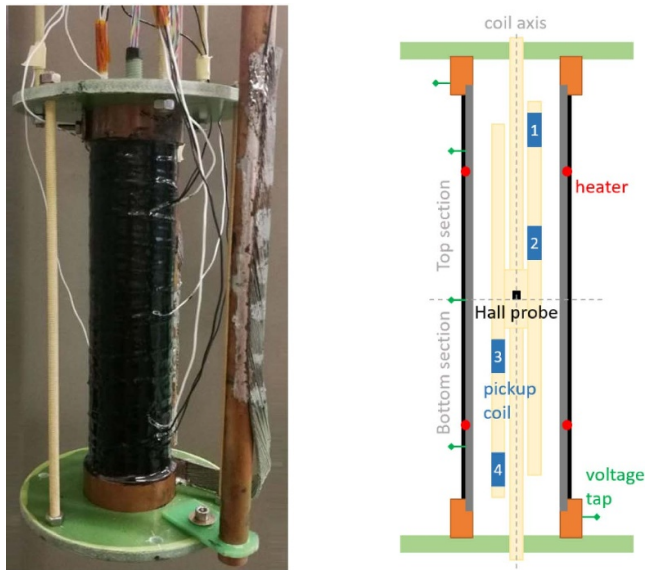 coil axis
1
heater
Top section
2
Hall probe
Bottom section
3
pickup
coil
4
voltage
tap